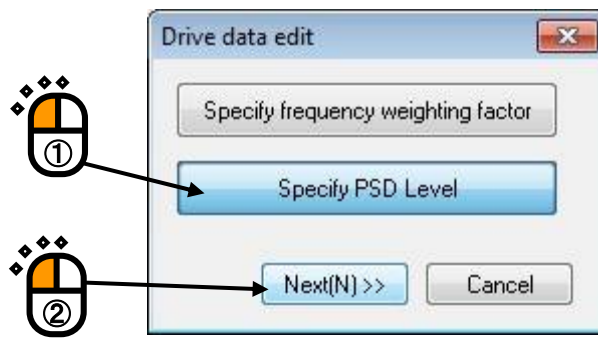 Drive data edit
Specify frequency weighting factor
①
Specify PSD Level
②
Next(N) >>
Cancel